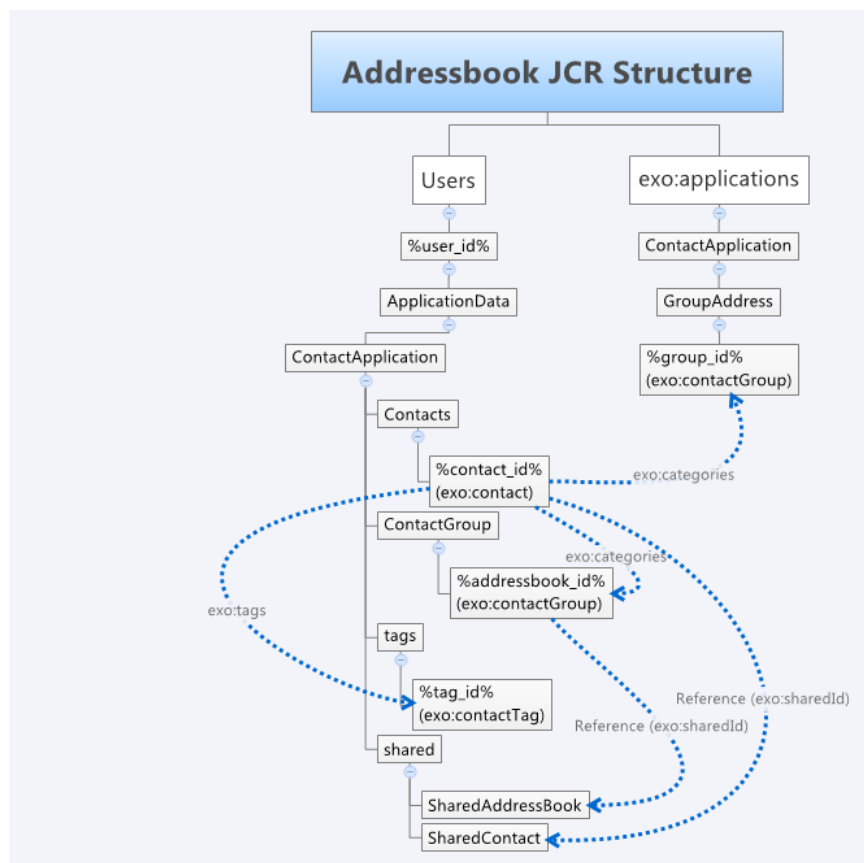 Addressbook JCR Structure
Users
exo:applications
%user_id%
ContactApplication
ApplicationData
GroupAddress
ContactApplication
%group_id%
(exo:contactGroup)
Contacts
%contact_id%
(exo:contact)
exo:categories
ContactGroup
exo:categories
%addressbook_id%
(exo:contactGroup)
exo:tags
tags
%tag_id%
(exo:contactTag)
Reference (exo:sharedId)
Reference (exo:sharedId)
shared
SharedAddressBook
SharedContact